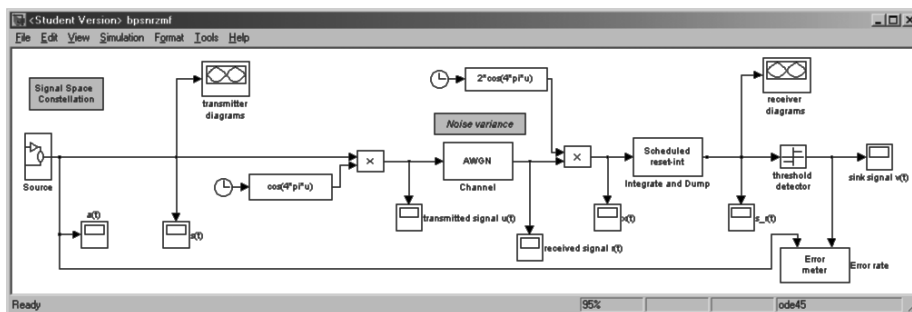 <Student Version> bpsnrzmf
File Edit View Simulation Format Tools Help
Signal Space
Constellation
transmitter
diagrams
2*cos(4*pi*u)
receiver
diagrams
Noise variance
Source
×
AWGN
Channel
×
Scheduled
reset-int
Integrate and Dump
threshold
detector
sink signal v(t)
cos(4*pi*u)
a(t)
s(t)
transmitted signal u(t)
received signal r(t)
x(t)
s_r(t)
Error
meter
Error rate
Ready 95% ode45